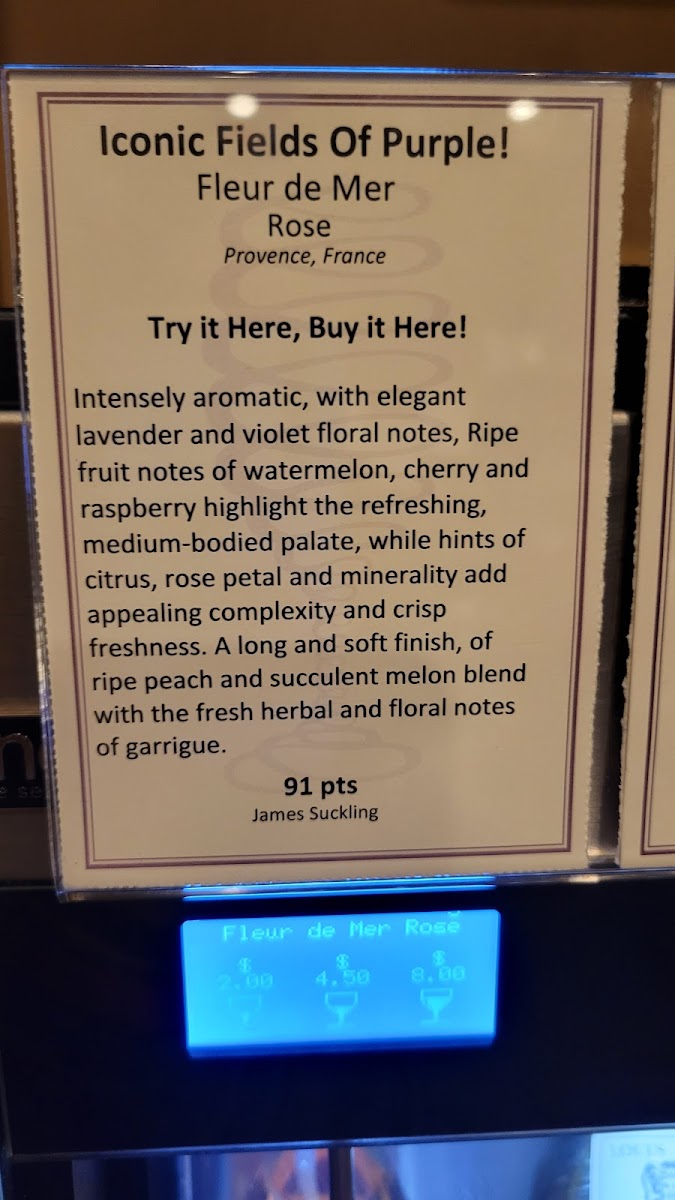 Iconic Fields Of Purple!
Fleur de Mer
Rose
Provence, France
Try it Here, Buy it Here!
Intensely aromatic, with elegant
lavender and violet floral notes, Ripe
fruit notes of watermelon, cherry and
raspberry highlight the refreshing,
medium-bodied palate, while hints of
citrus, rose petal and minerality add
appealing complexity and crisp
freshness. A long and soft finish, of
ripe peach and succulent melon blend
with the fresh herbal and floral notes
of garrigue.
91 pts
James Suckling
Fleur de Mer Rosé
$ $ $
2.00 4.50 8.00